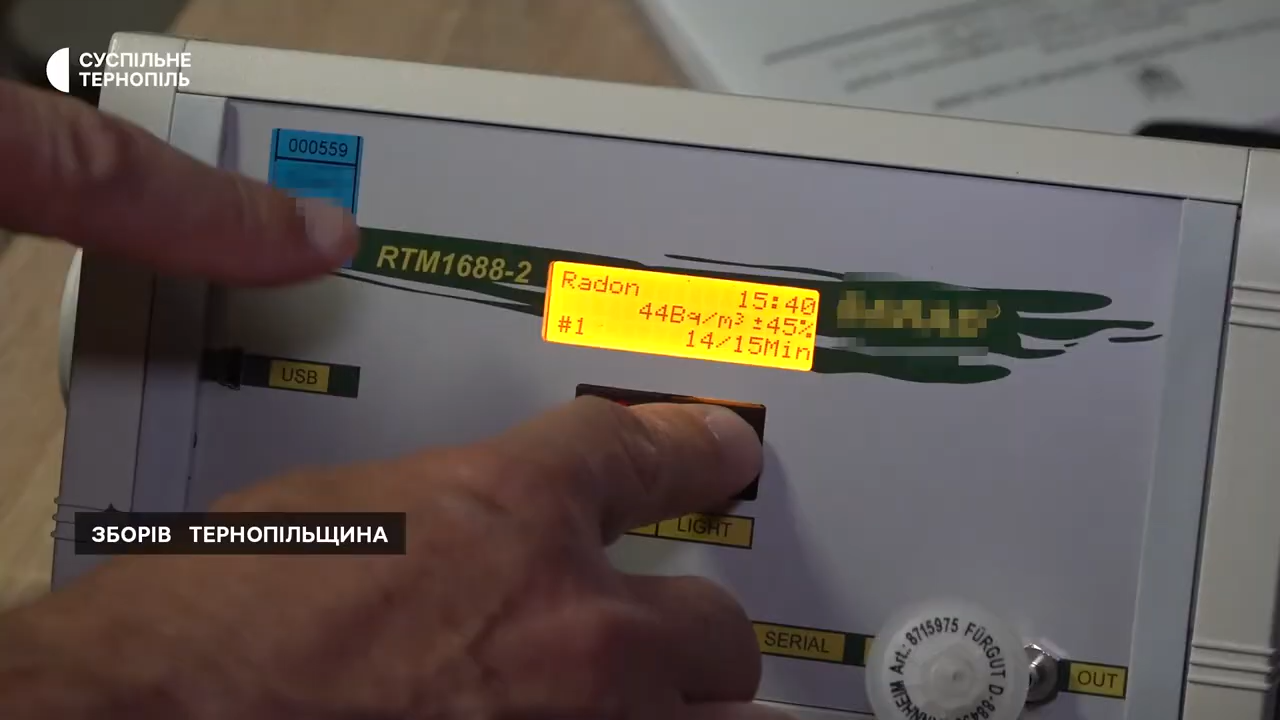 СУСПІЛЬНЕ
ТЕРНОПІЛЬ
000559
RTM1688-2
Radon 15:40
44Bq/m³ ±45%
#1 14/15Min
USB
LIGHT
ЗБОРІВ ТЕРНОПІЛЬЩИНА
SERIAL
Art.: 8715975 FÜRGUT D-88
OUT